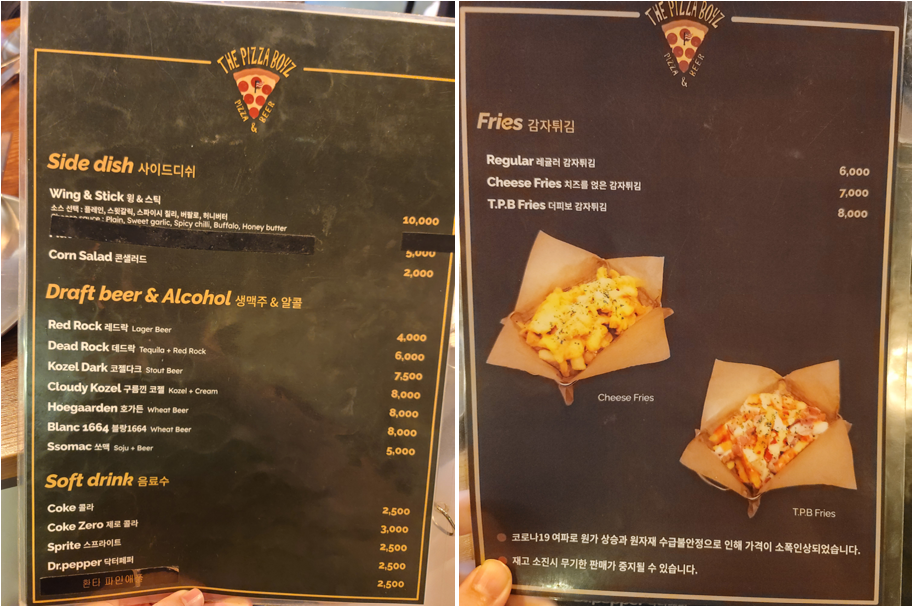 THE PIZZA BOYZ
PIZZA & BEER
Side dish 사이드디쉬
Wing & Stick 윙 & 스틱 10,000
소스 선택 : 플레인, 스윗갈릭, 스파이시 칠리, 버팔로, 허니버터
Choose sauce : Plain, Sweet garlic, Spicy chilli, Buffalo, Honey butter
5,000
Corn Salad 콘샐러드 2,000
Draft beer & Alcohol 생맥주 & 알콜
Red Rock 레드락 Lager Beer 4,000
Dead Rock 데드락 Tequila + Red Rock 6,000
Kozel Dark 코젤다크 Stout Beer 7,500
Cloudy Kozel 구름낀 코젤 Kozel + Cream 8,000
Hoegaarden 호가든 Wheat Beer 8,000
Blanc 1664 블랑1664 Wheat Beer 8,000
Ssomac 쏘맥 Soju + Beer 5,000
Soft drink 음료수
Coke 콜라 2,500
Coke Zero 제로 콜라 3,000
Sprite 스프라이트 2,500
Dr.pepper 닥터페퍼 2,500
환타 파인애플 2,500
THE PIZZA BOYZ
PIZZA & BEER
Fries 감자튀김
Regular 레귤러 감자튀김 6,000
Cheese Fries 치즈를 얹은 감자튀김 7,000
T.P.B Fries 더피보 감자튀김 8,000
Cheese Fries
T.P.B Fries
코로나19 여파로 원가 상승과 원자재 수급불안정으로 인해 가격이 소폭인상되었습니다.
재고 소진시 무기한 판매가 중지될 수 있습니다.